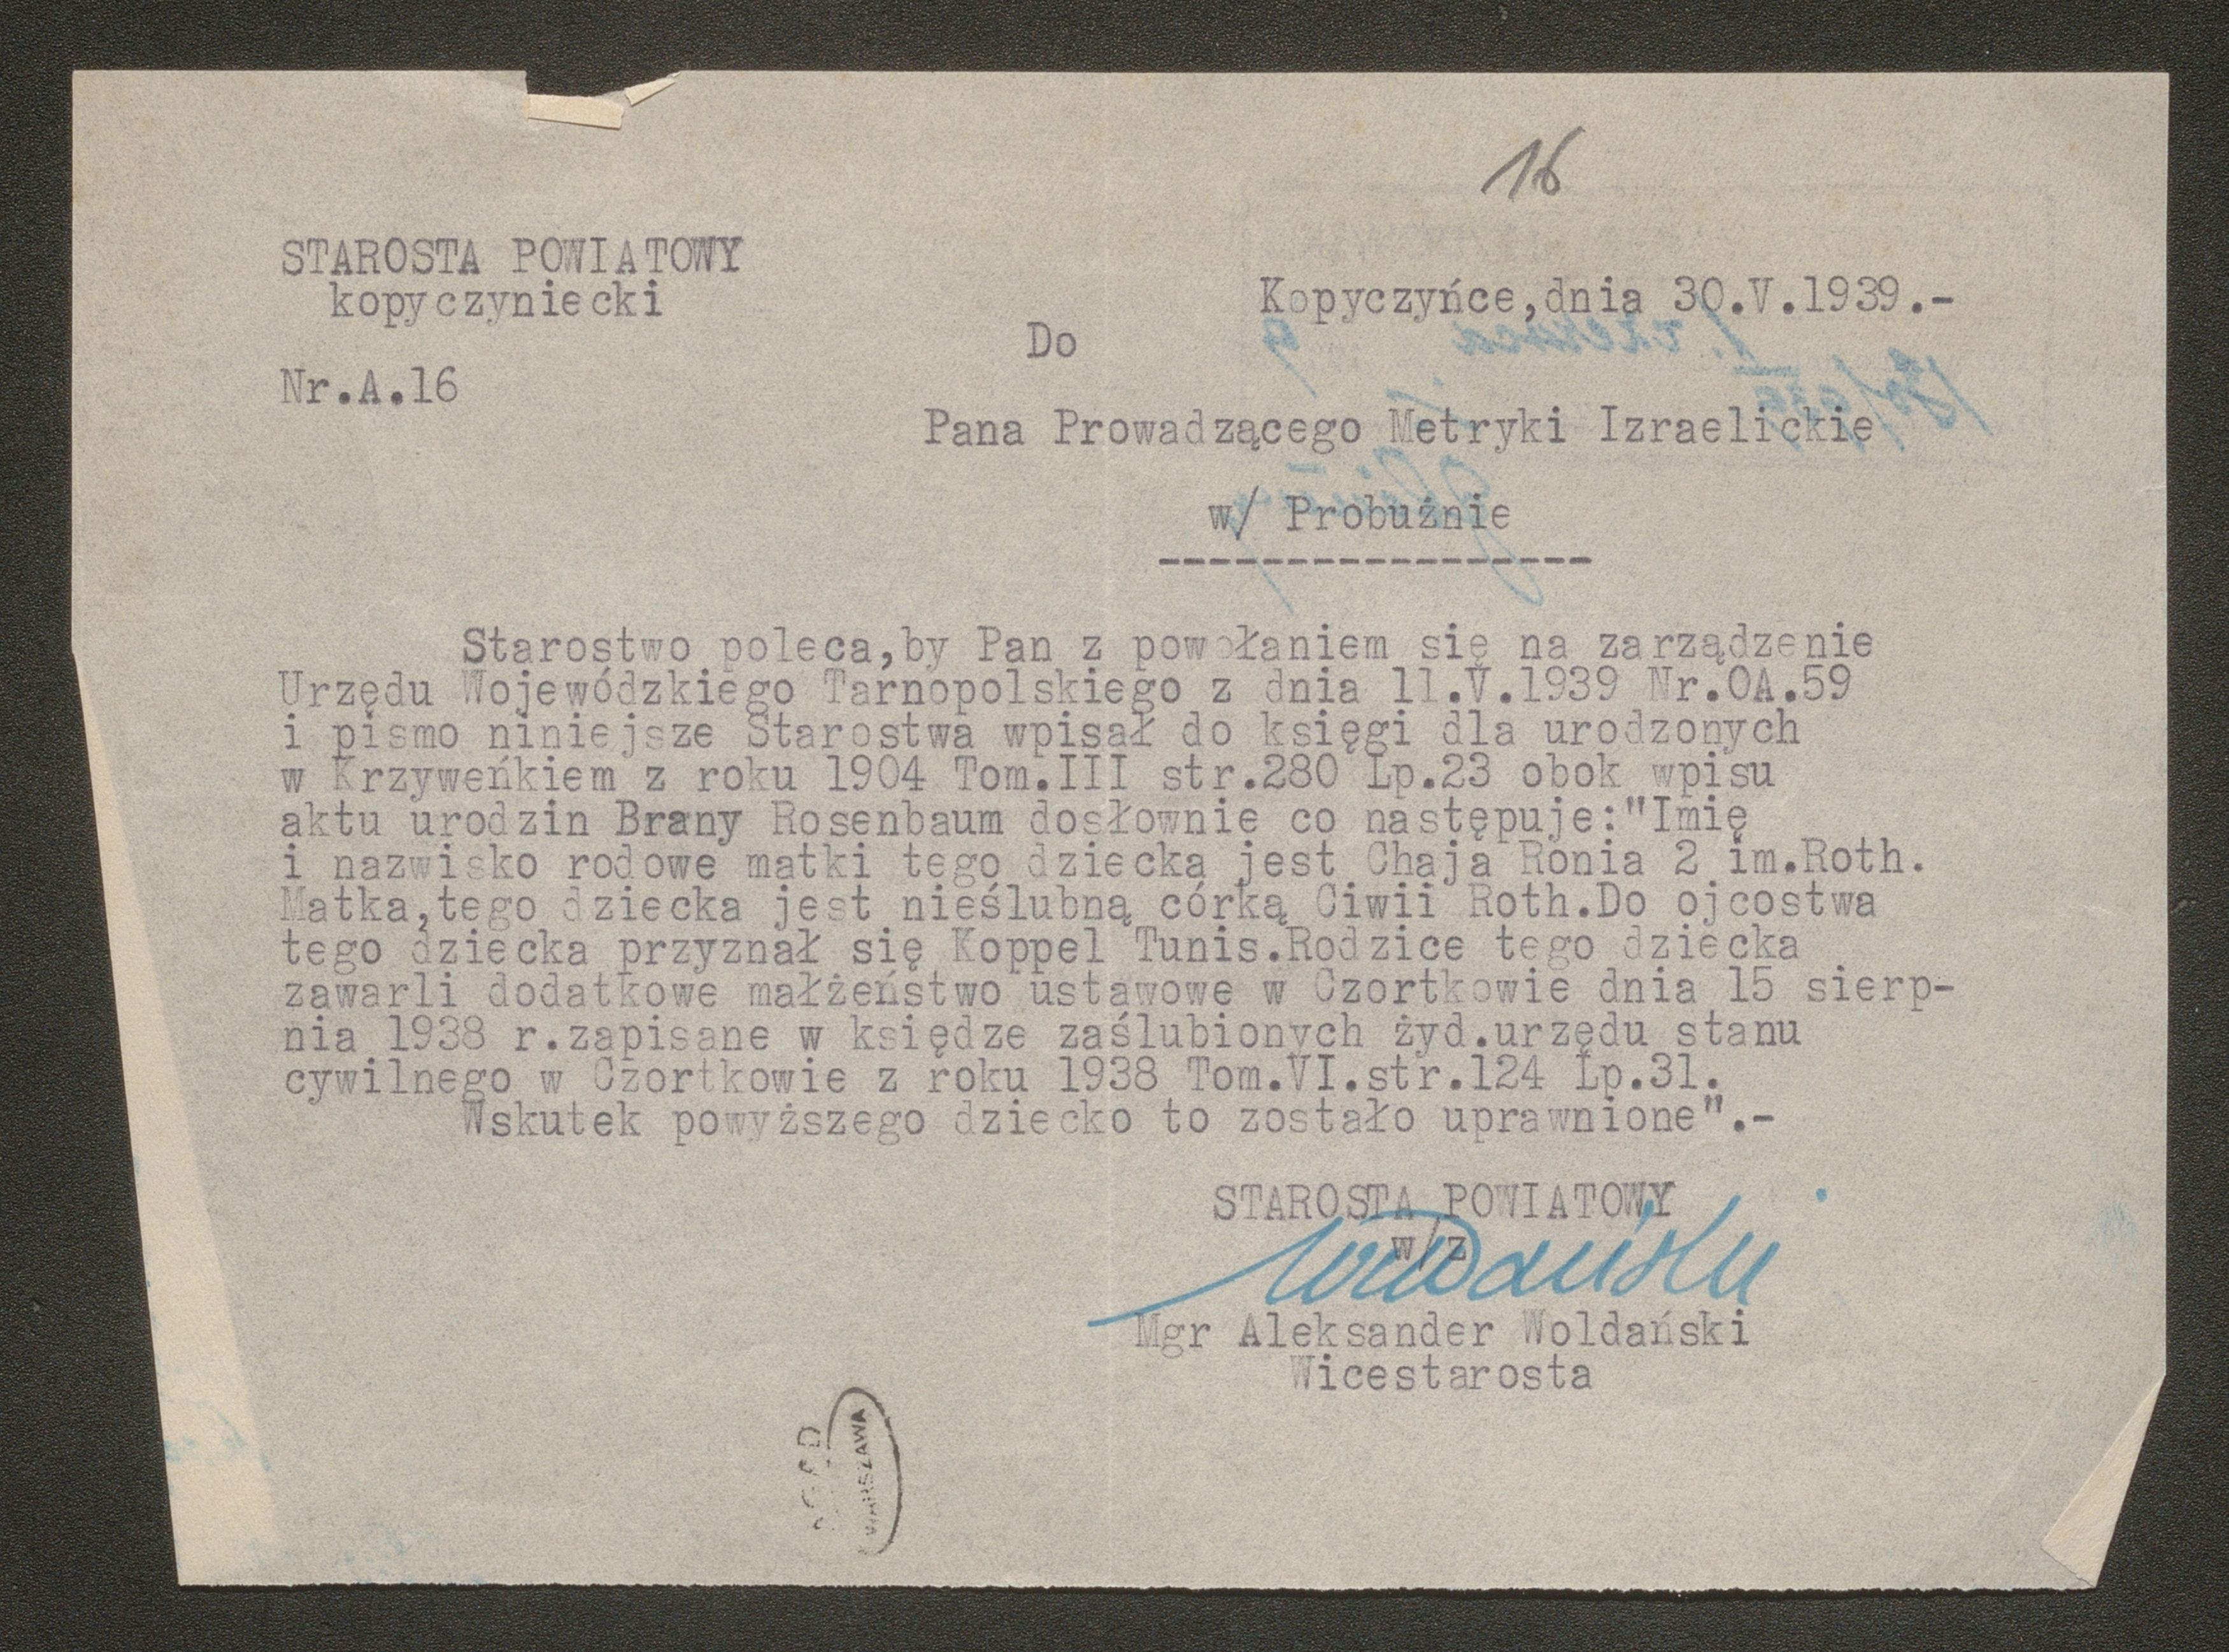 16
STAROSTA POWIATOWY
kopyczyniecki
Kopyczyńce,dnia 30.V.1939.-
Do
Nr.A.16
Pana Prowadzącego Metryki Izraelickie
w/ Probużnie
-----------------
Starostwo poleca,by Pan z powołaniem się na zarządzenie
Urzędu Wojewódzkiego Tarnopolskiego z dnia 11.V.1939 Nr.OA.59
i pismo niniejsze Starostwa wpisał do księgi dla urodzonych
w Krzyweńkiem z roku 1904 Tom.III str.280 Lp.23 obok wpisu
aktu urodzin Brany Rosenbaum dosłownie co następuje:"Imię
i nazwisko rodowe matki tego dziecka jest Chaja Ronia 2 im.Roth.
Matka,tego dziecka jest nieślubną córką Ciwii Roth.Do ojcostwa
tego dziecka przyznał się Koppel Tunis.Rodzice tego dziecka
zawarli dodatkowe małżeństwo ustawowe w Czortkowie dnia 15 sierp-
nia 1938 r.zapisane w księdze zaślubionych żyd.urzędu stanu
cywilnego w Czortkowie z roku 1938 Tom.VI.str.124 Lp.31.
Wskutek powyższego dziecko to zostało uprawnione".-
STAROSTA POWIATOWY
w/z
Woldański
Mgr Aleksander Woldański
Wicestarosta
AGAD
WARSZAWA